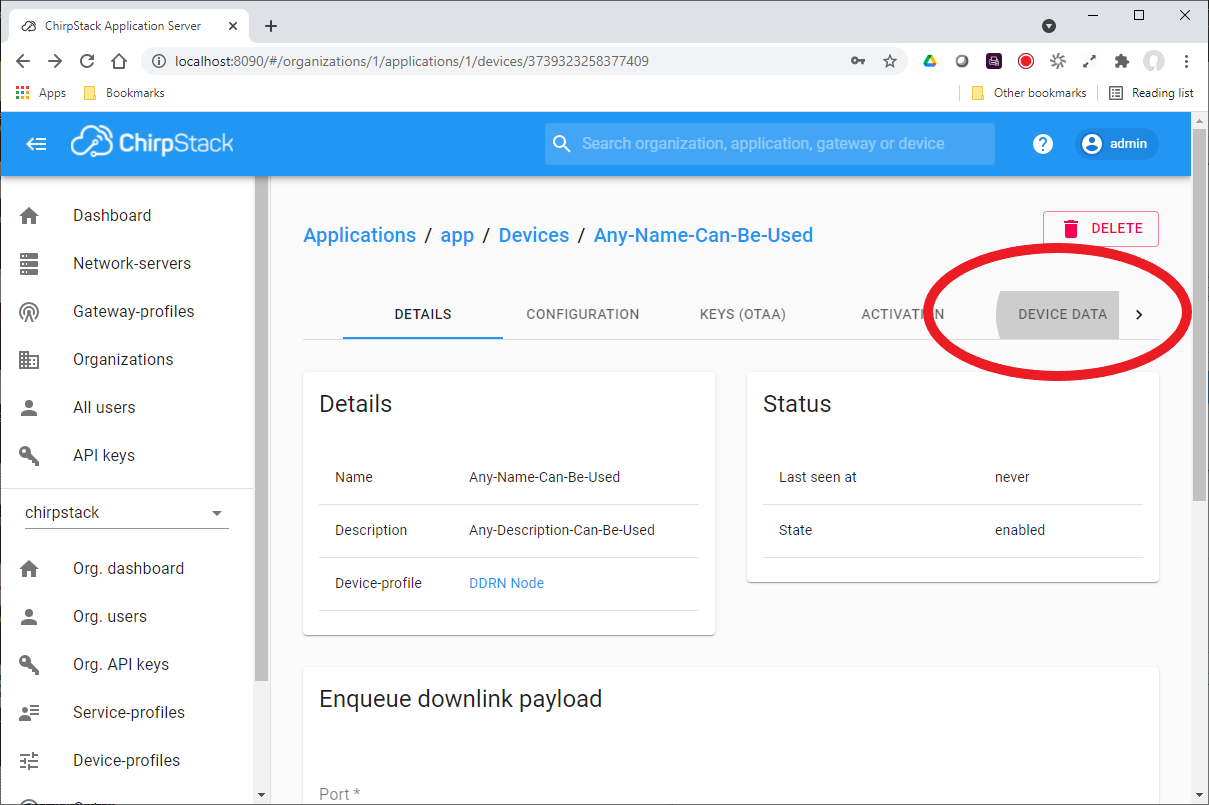 ChirpStack Application Server
localhost:8090/#/organizations/1/applications/1/devices/3739323258377409
Apps
Bookmarks
Other bookmarks
Reading list
ChirpStack
Search organization, application, gateway or device
?
admin
Dashboard
Network-servers
Gateway-profiles
Organizations
All users
API keys
chirpstack
Org. dashboard
Org. users
Org. API keys
Service-profiles
Device-profiles
Applications / app / Devices / Any-Name-Can-Be-Used
DELETE
DETAILS
CONFIGURATION
KEYS (OTAA)
ACTIVATION
DEVICE DATA
Details
Name Any-Name-Can-Be-Used
Description Any-Description-Can-Be-Used
Device-profile DDRN Node
Status
Last seen at never
State enabled
Enqueue downlink payload
Port *